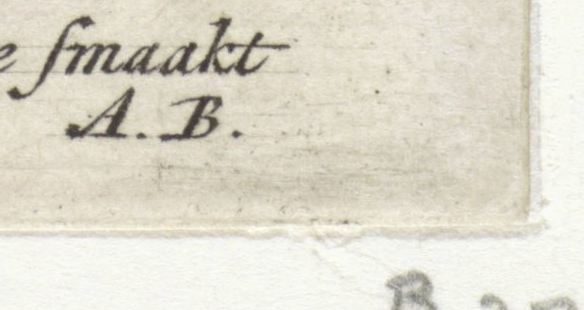 e ſmaakt
A. B.
B